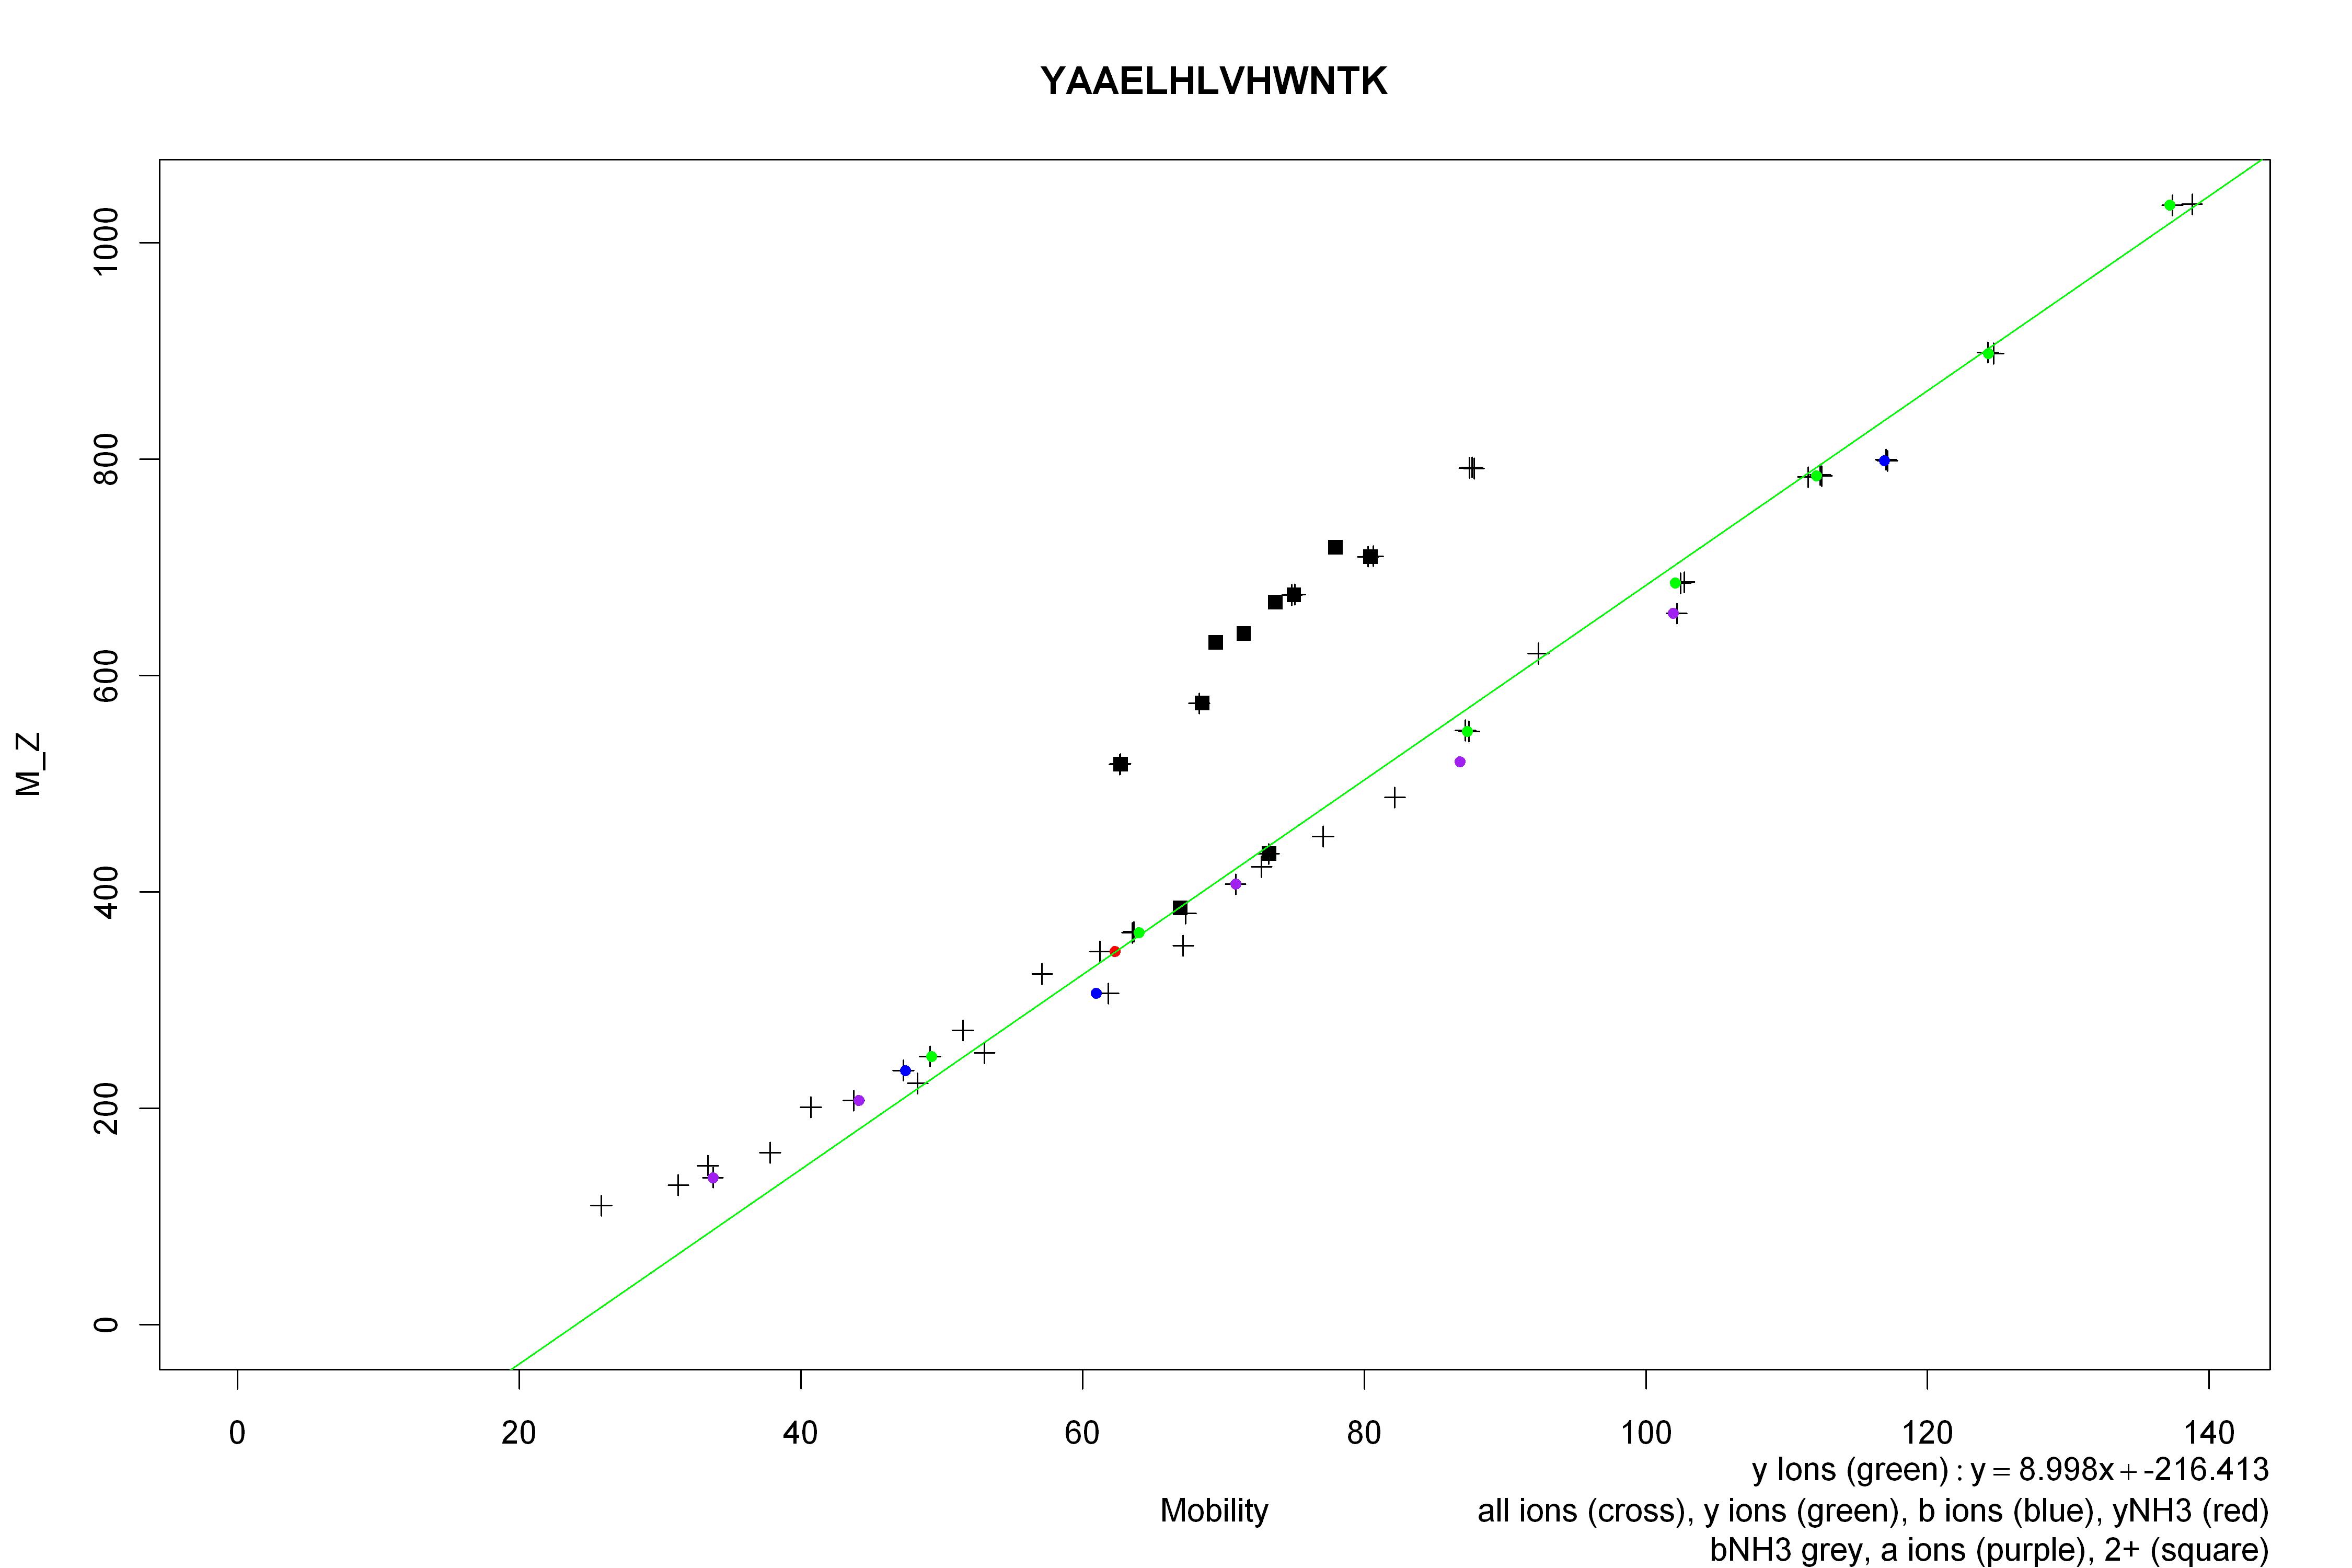 YAAELHLVHWNTK
M_Z
1000
800
600
400
200
0
0 20 40 60 80 100 120 140
y Ions (green) : y = 8.998x + -216.413
Mobility
all ions (cross), y ions (green), b ions (blue), yNH3 (red)
bNH3 grey, a ions (purple), 2+ (square)